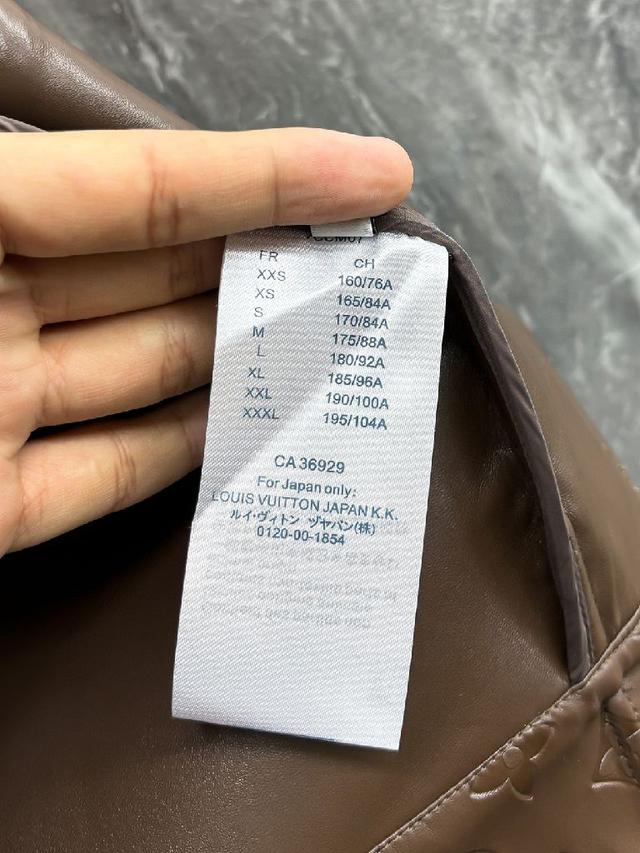 FR CH
XXS 160/76A
XS 165/84A
S 170/84A
M 175/88A
L 180/92A
XL 185/96A
XXL 190/100A
XXXL 195/104A
CA 36929
For Japan only:
LOUIS VUITTON JAPAN K.K.
ルイ・ヴィトン ヅャパン(株)
0120-00-1854